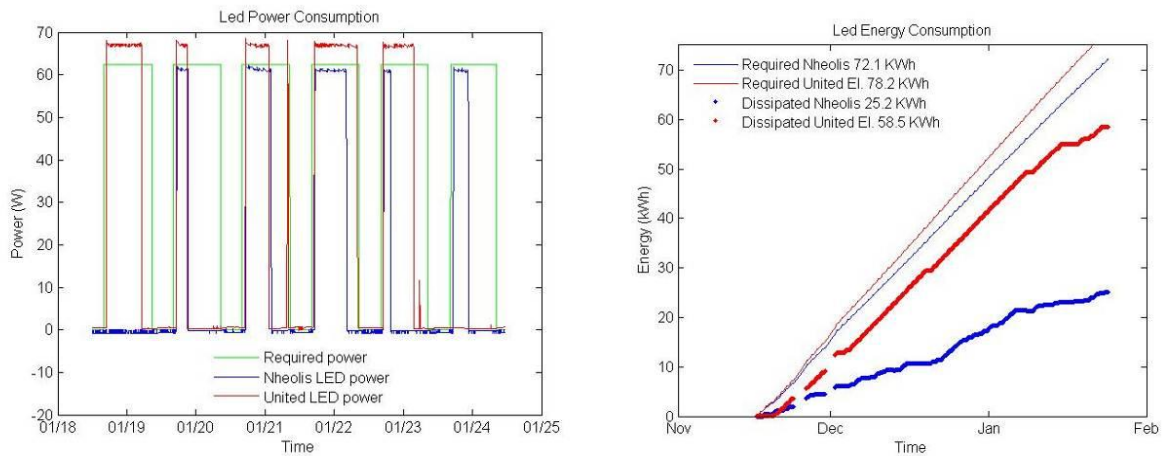 Led Power Consumption
Power (W)
70
60
50
40
30
20
10
0
-10
-20
Required power
Nheolis LED power
United LED power
01/18 01/19 01/20 01/21 01/22 01/23 01/24 01/25
Time
Led Energy Consumption
Energy (kWh)
70
60
50
40
30
20
10
0
Required Nheolis 72.1 KWh
Required United El. 78.2 KWh
Dissipated Nheolis 25.2 KWh
Dissipated United El. 58.5 KWh
Nov Dec Jan Feb
Time